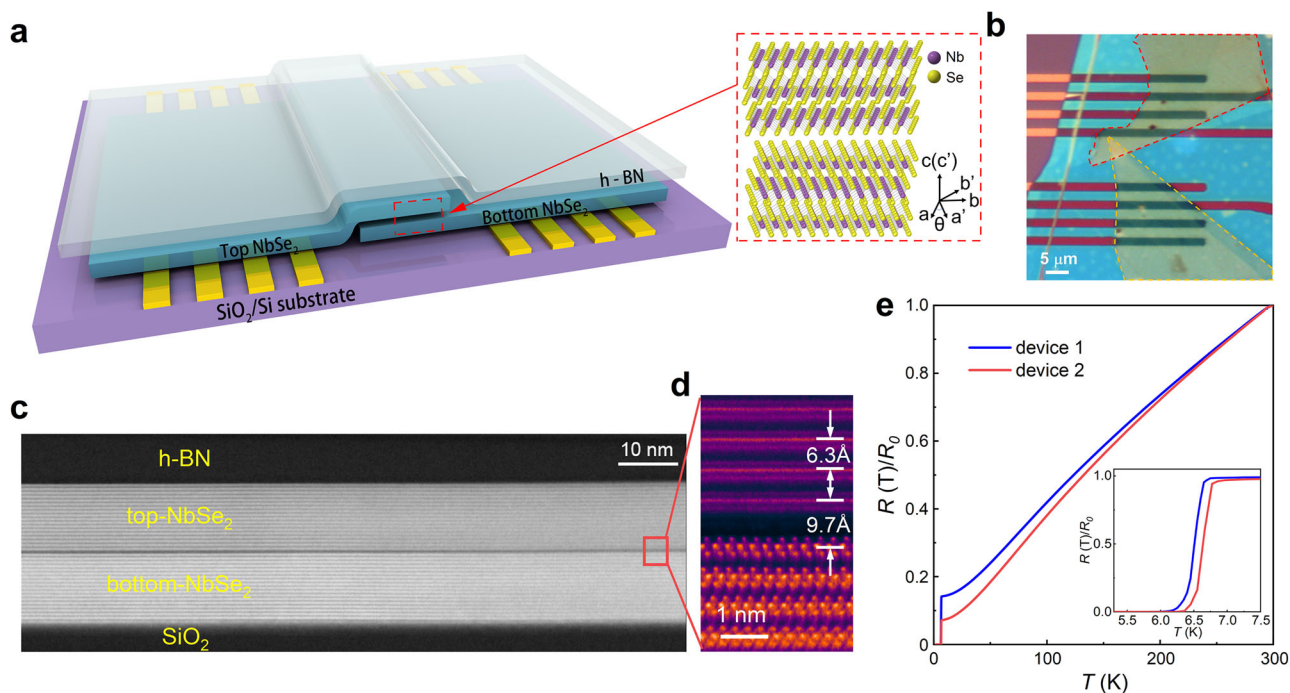 a
h - BN
Bottom NbSe₂
Top NbSe₂
SiO₂/Si substrate
Nb
Se
c(c')
b'
b
a
θ
a'
b
5 μm
c
h-BN
10 nm
top-NbSe₂
bottom-NbSe₂
SiO₂
d
6.3Å
9.7Å
1 nm
e
device 1
device 2
R (T)/R₀
1.0
0.8
0.6
0.4
0.2
0
0
100
200
300
T (K)
R (T)/R₀
1.0
0.5
0.0
5.5
6.0
6.5
7.0
7.5
T (K)